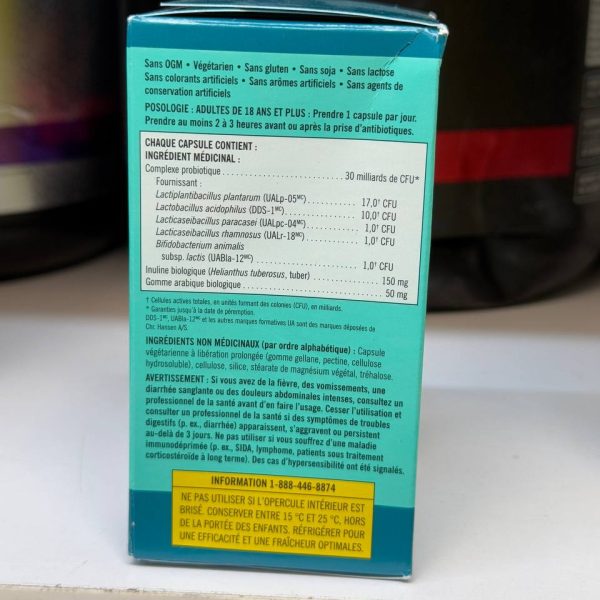 Sans OGM • Végétarien • Sans gluten • Sans soja • Sans lactose
Sans colorants artificiels • Sans arômes artificiels • Sans agents de
conservation artificiels
POSOLOGIE : ADULTES DE 18 ANS ET PLUS : Prendre 1 capsule par jour.
Prendre au moins 2 à 3 heures avant ou après la prise d'antibiotiques.
CHAQUE CAPSULE CONTIENT :
INGRÉDIENT MÉDICINAL :
Complexe probiotique 30 milliards de CFU*
Fournissant :
Lactiplantibacillus plantarum (UALp-05MC) 17,0† CFU
Lactobacillus acidophilus (DDS-1MC) 10,0† CFU
Lacticaseibacillus paracasei (UALpc-04MC) 1,0† CFU
Lacticaseibacillus rhamnosus (UALr-18MC) 1,0† CFU
Bifidobacterium animalis
subsp. lactis (UABla-12MC) 1,0† CFU
Inuline biologique (Helianthus tuberosus, tuber) 150 mg
Gomme arabique biologique 50 mg
† Cellules actives totales, en unités formant des colonies (CFU), en milliards.
* Garanties jusqu'à la date de péremption.
DDS-1MC, UABla-12MC et les autres marques formatives UA sont des marques déposées de
Chr. Hansen A/S.
INGRÉDIENTS NON MÉDICINAUX (par ordre alphabétique) : Capsule
végétarienne à libération prolongée (gomme gellane, pectine, cellulose
hydrosoluble), cellulose, silice, stéarate de magnésium végétal, tréhalose.
AVERTISSEMENT : Si vous avez de la fièvre, des vomissements, une
diarrhée sanglante ou des douleurs abdominales intenses, consultez un
professionnel de la santé avant d'en faire l'usage. Cesser l'utilisation et
consulter un professionnel de la santé si des symptômes de troubles
digestifs (p. ex., diarrhée) apparaissent, s'aggravent ou persistent
au-delà de 3 jours. Ne pas utiliser si vous souffrez d'une maladie
immunodéprimée (p. ex., SIDA, lymphome, patients sous traitement
corticostéroïde à long terme). Des cas d'hypersensibilité ont été signalés.
INFORMATION 1-888-446-8874
NE PAS UTILISER SI L'OPERCULE INTÉRIEUR EST
BRISÉ. CONSERVER ENTRE 15 °C ET 25 °C, HORS
DE LA PORTÉE DES ENFANTS. RÉFRIGÉRER POUR
UNE EFFICACITÉ ET UNE FRAÎCHEUR OPTIMALES.